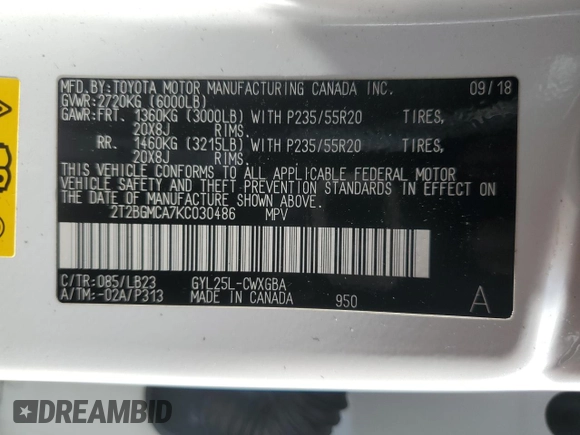 MFD.BY:TOYOTA MOTOR MANUFACTURING CANADA INC. 09/18
GVWR:2720KG (6000LB)
GAWR:FRT. 1360KG (3000LB) WITH P235/55R20 TIRES,
20X8J RIMS.
RR. 1460KG (3215LB) WITH P235/55R20 TIRES,
20X8J RIMS.
THIS VEHICLE CONFORMS TO ALL APPLICABLE FEDERAL MOTOR
VEHICLE SAFETY AND THEFT PREVENTION STANDARDS IN EFFECT
ON THE DATE OF MANUFACTURE SHOWN ABOVE.
2T2BGMCA7KC030486 MPV
C/TR:085/LB23 GYL25L-CWXGBA
A/TM:-02A/P313 MADE IN CANADA 950 A
DREAMBID